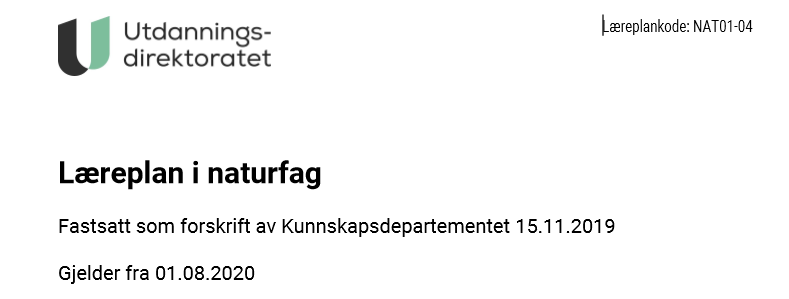 Utdannings-
direktoratet
Læreplankode: NAT01-04
Læreplan i naturfag
Fastsatt som forskrift av Kunnskapsdepartementet 15.11.2019
Gjelder fra 01.08.2020